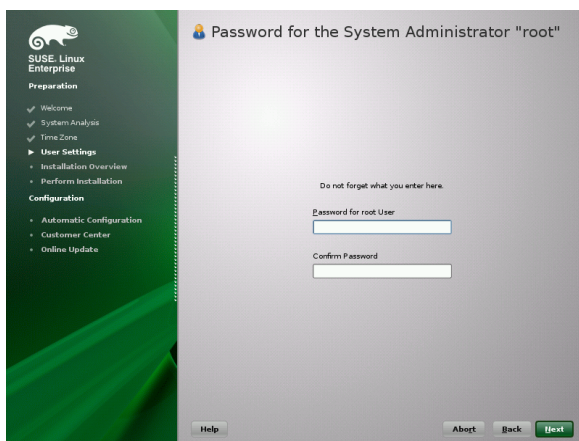 SUSE. Linux
Enterprise
Preparation
Welcome
System Analysis
Time Zone
User Settings
Installation Overview
Perform Installation
Configuration
Automatic Configuration
Customer Center
Online Update
Password for the System Administrator "root"
Do not forget what you enter here.
Password for root User
Confirm Password
Help
Abort
Back
Next